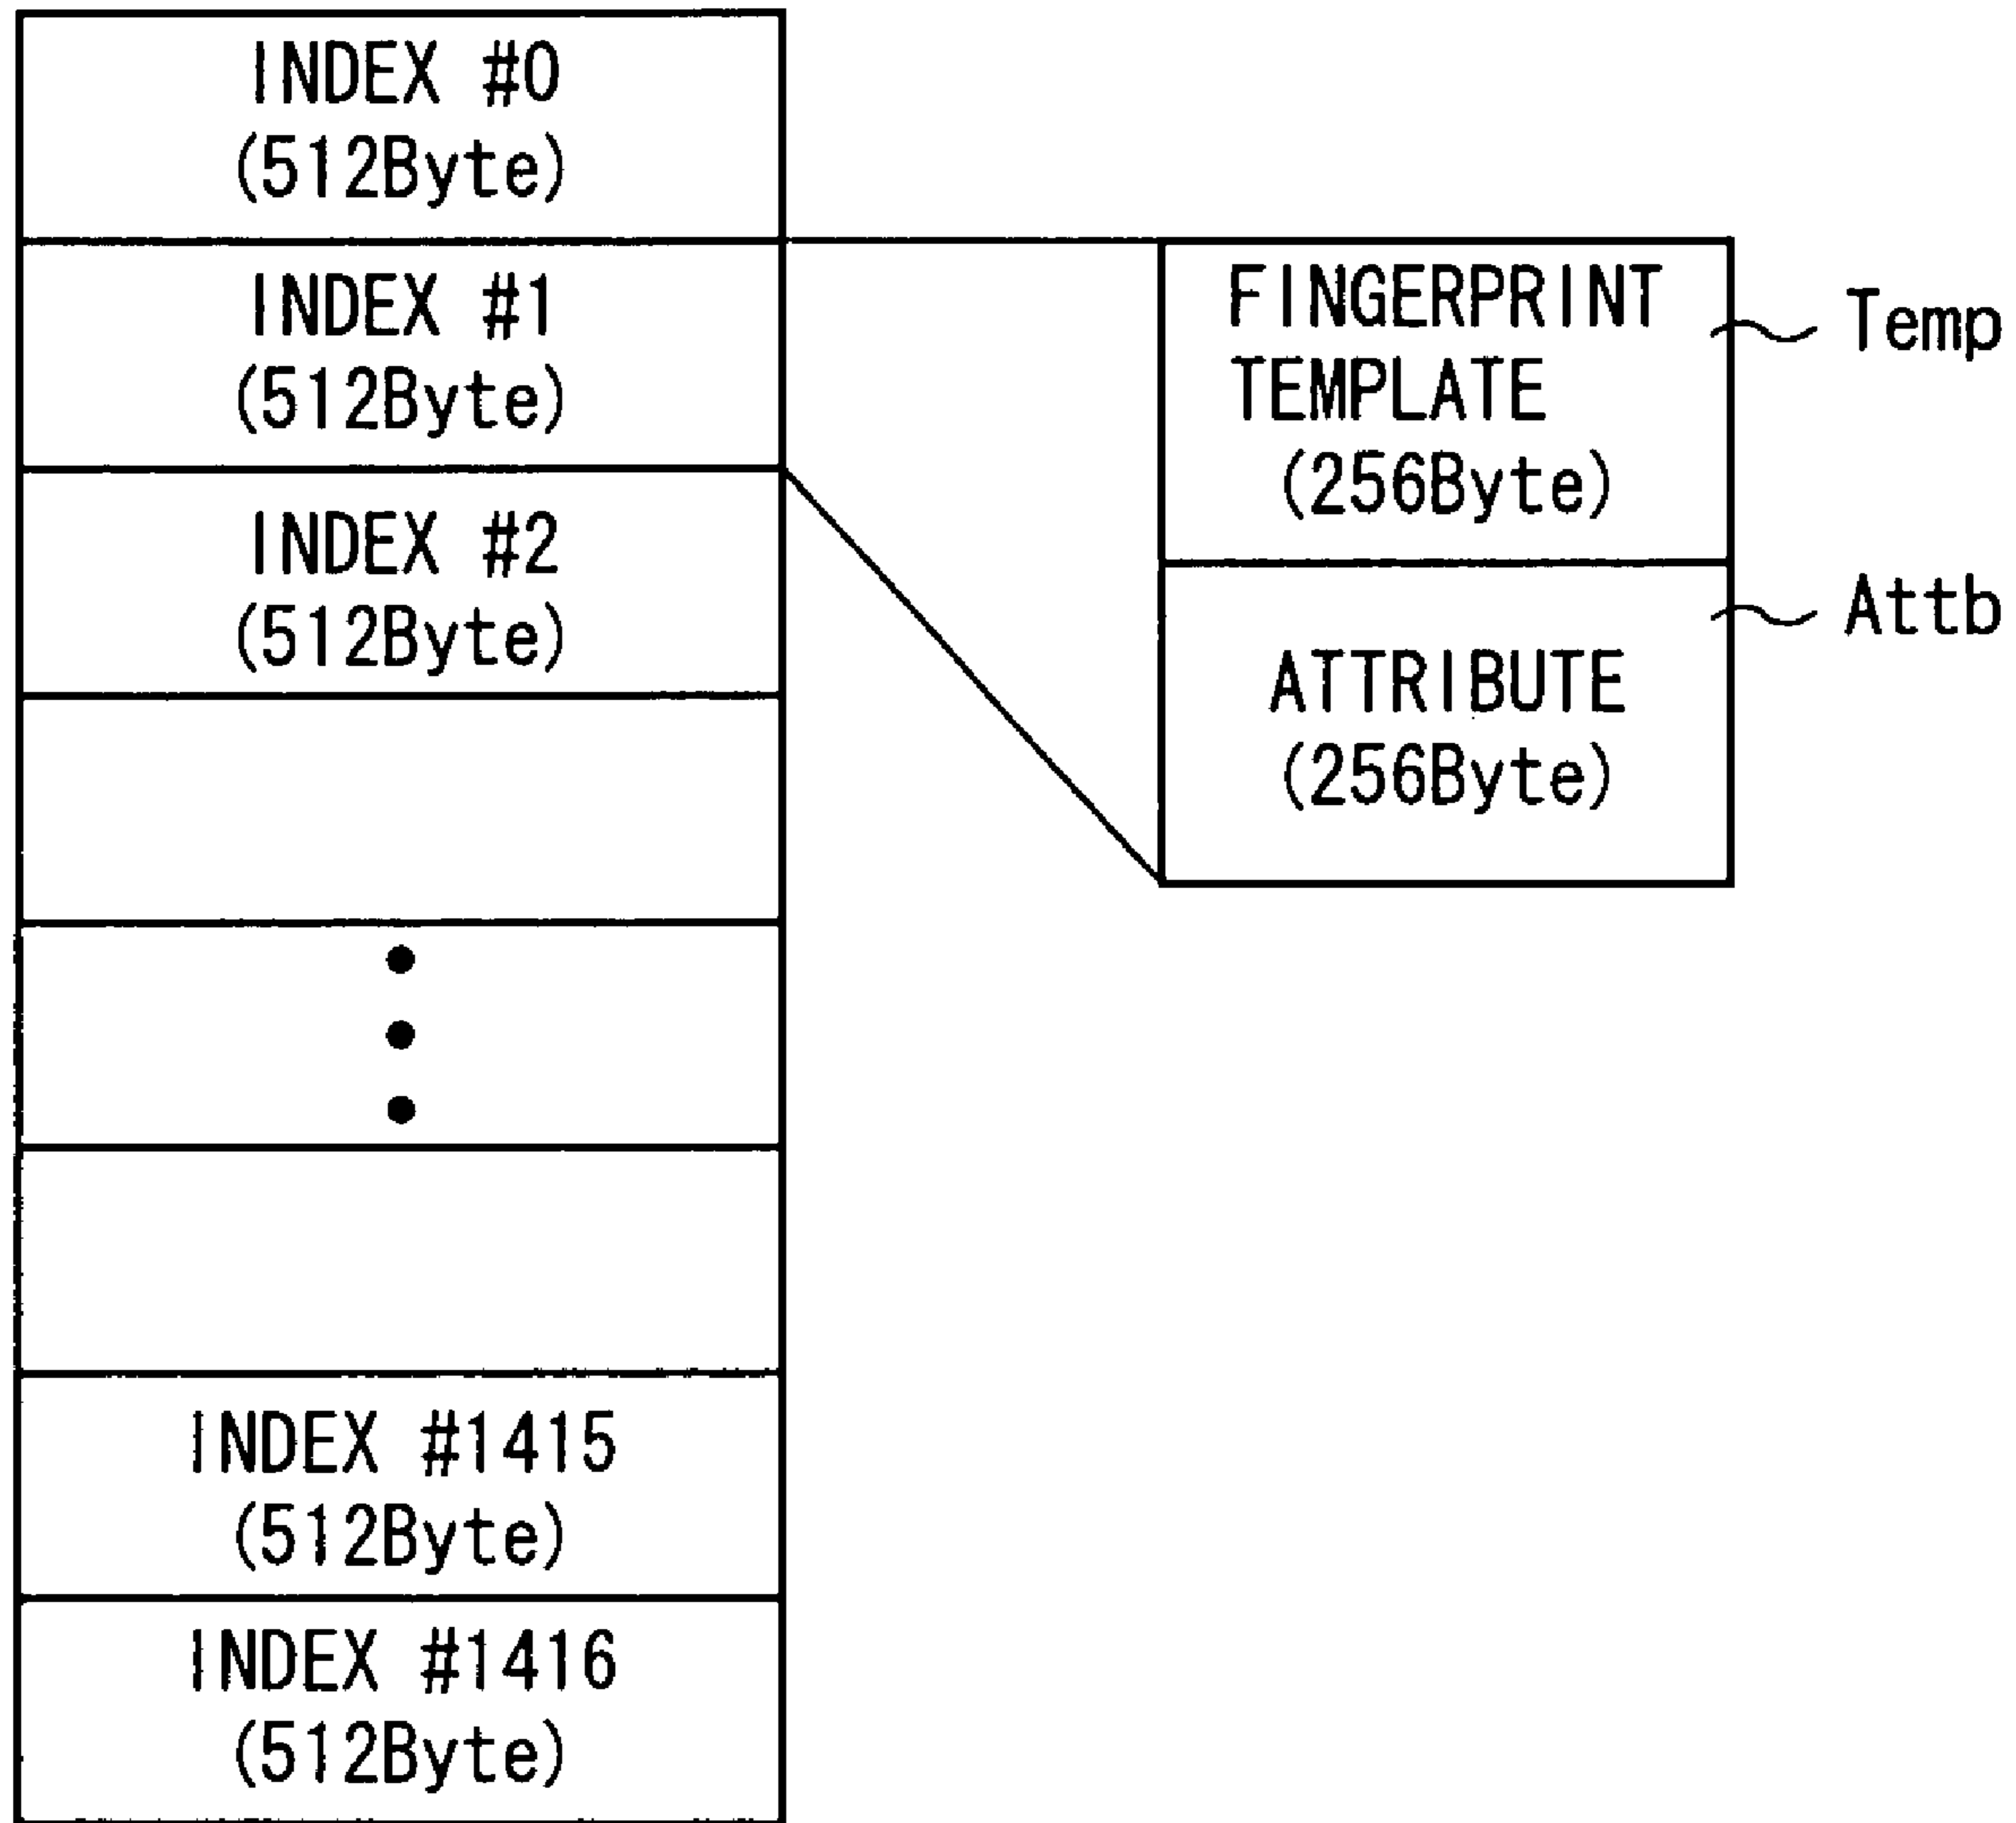 INDEX #0
(512Byte)
INDEX #1
(512Byte)
INDEX #2
(512Byte)
INDEX #1415
(512Byte)
INDEX #1416
(512Byte)
FINGERPRINT
TEMPLATE
(256Byte)
Temp
ATTRIBUTE
(256Byte)
Attb